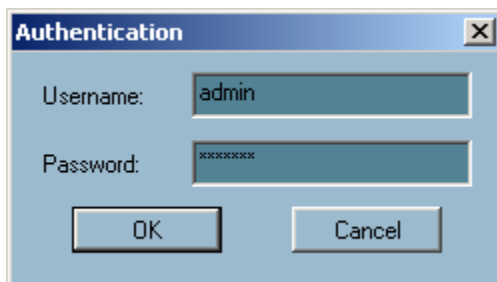 Authentication
Username:
admin
Password:
*******
OK
Cancel